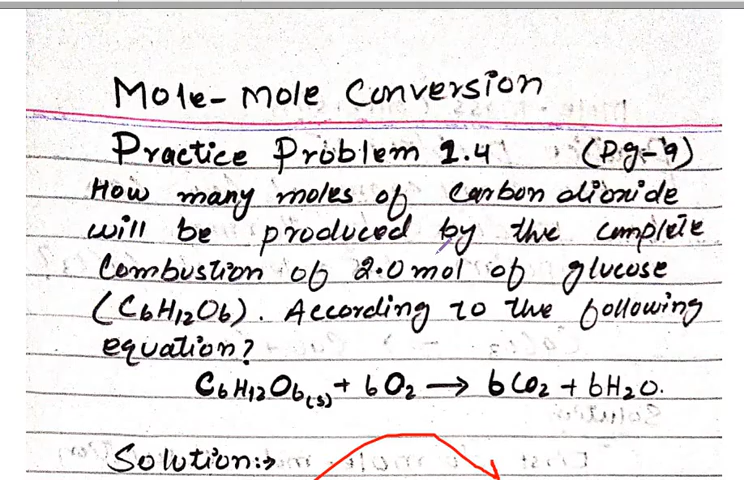 Mole-Mole Conversion
Practice Problem 1.4 (Pg-9)
How many moles of Carbon dioxide
will be produced by the complete
Combustion of 2.0 mol of glucose
(C6H12O6). According to the following
equation?
C6H12O6(s) + 6O2 → 6CO2 + 6H2O.
Solution:→